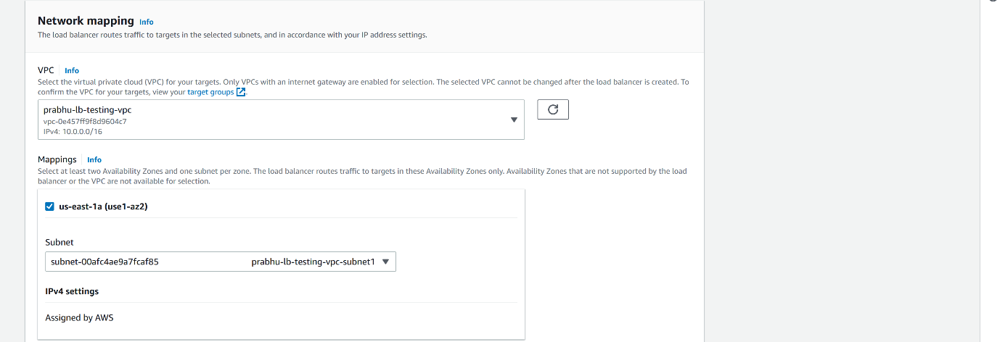 Network mapping Info
The load balancer routes traffic to targets in the selected subnets, and in accordance with your IP address settings.
VPC Info
Select the virtual private cloud (VPC) for your targets. Only VPCs with an internet gateway are enabled for selection. The selected VPC cannot be changed after the load balancer is created. To
confirm the VPC for your targets, view your target groups.
prabhu-lb-testing-vpc
vpc-0e457ff9f8d9604c7
IPv4: 10.0.0.0/16
Mappings Info
Select at least two Availability Zones and one subnet per zone. The load balancer routes traffic to targets in these Availability Zones only. Availability Zones that are not supported by the load
balancer or the VPC are not available for selection.
us-east-1a (use1-az2)
Subnet
subnet-00afc4ae9a7fcaf85 prabhu-lb-testing-vpc-subnet1
IPv4 settings
Assigned by AWS